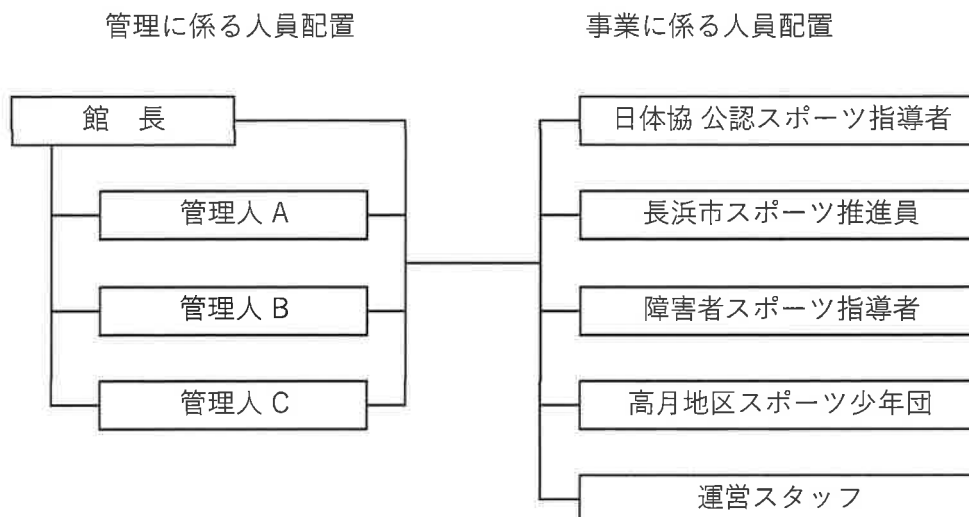 管理に係る人員配置
事業に係る人員配置
館　長
管理人 A
管理人 B
管理人 C
日体協 公認スポーツ指導者
長浜市スポーツ推進員
障害者スポーツ指導者
高月地区スポーツ少年団
運営スタッフ